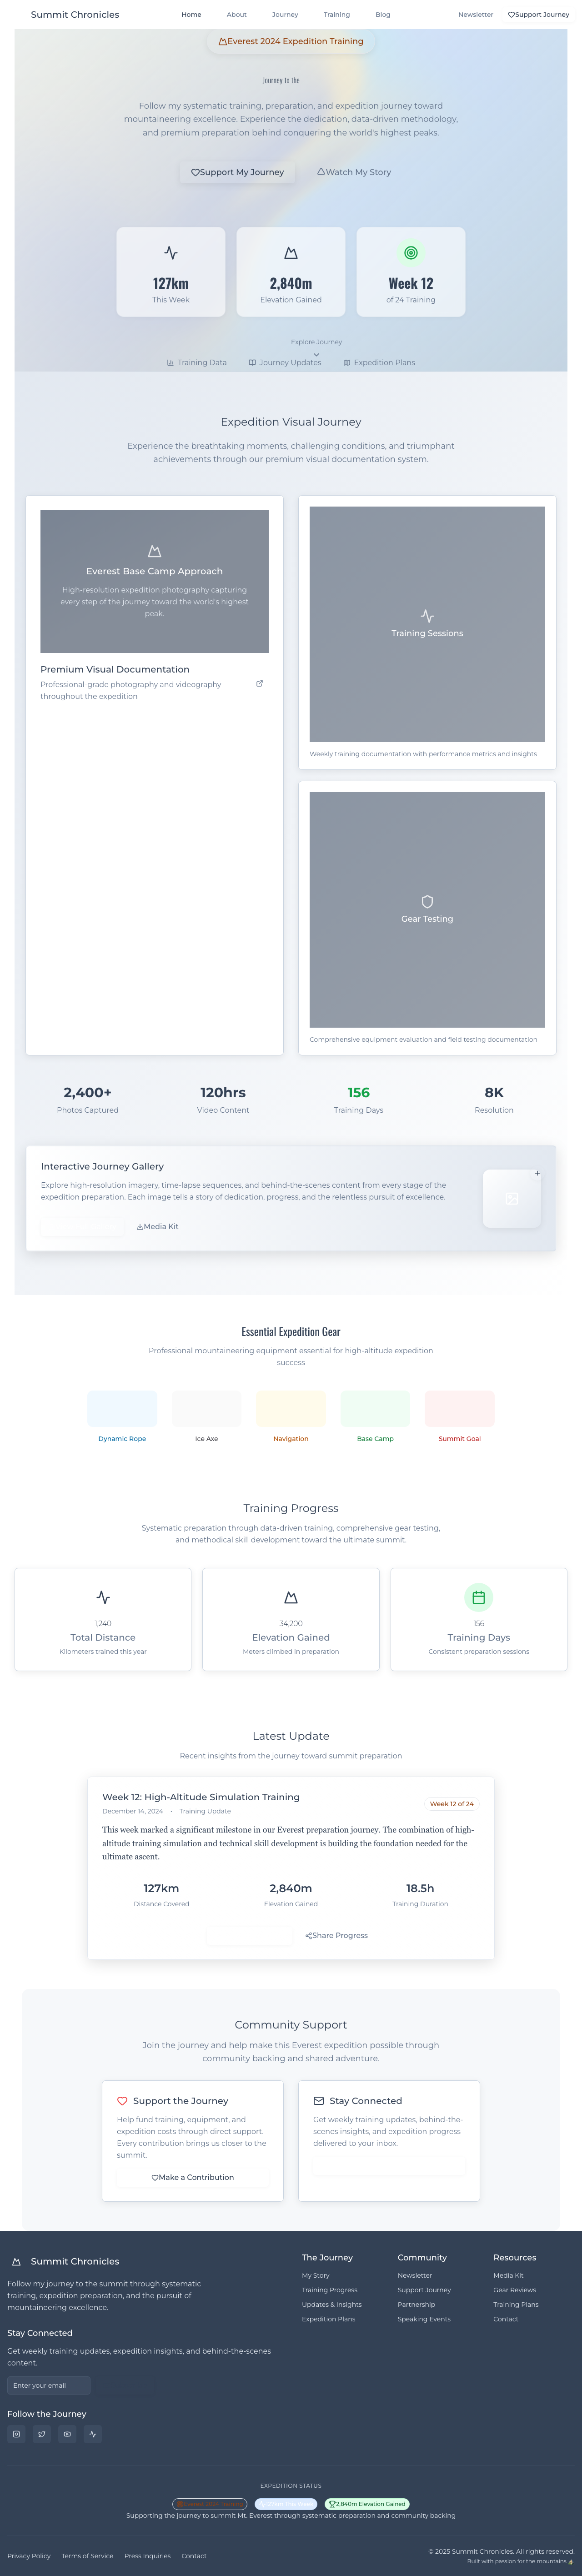 Summit Chronicles
Home
About
Journey
Training
Blog
Newsletter
Support Journey
Everest 2024 Expedition Training
Journey to the
Follow my systematic training, preparation, and expedition journey toward
mountaineering excellence. Experience the dedication, data-driven methodology,
and premium preparation behind conquering the world's highest peaks.
Support My Journey
Watch My Story
127km
This Week
2,840m
Elevation Gained
Week 12
of 24 Training
Explore Journey
Training Data
Journey Updates
Expedition Plans
Expedition Visual Journey
Experience the breathtaking moments, challenging conditions, and triumphant
achievements through our premium visual documentation system.
Everest Base Camp Approach
High-resolution expedition photography capturing
every step of the journey toward the world's highest
peak.
Premium Visual Documentation
Professional-grade photography and videography
throughout the expedition
Training Sessions
Weekly training documentation with performance metrics and insights
Gear Testing
Comprehensive equipment evaluation and field testing documentation
2,400+
Photos Captured
120hrs
Video Content
156
Training Days
8K
Resolution
Interactive Journey Gallery
Explore high-resolution imagery, time-lapse sequences, and behind-the-scenes content from every stage of the
expedition preparation. Each image tells a story of dedication, progress, and the relentless pursuit of excellence.
Media Kit
Essential Expedition Gear
Professional mountaineering equipment essential for high-altitude expedition
success
Dynamic Rope
Ice Axe
Navigation
Base Camp
Summit Goal
Training Progress
Systematic preparation through data-driven training, comprehensive gear testing,
and methodical skill development toward the ultimate summit.
1,240
Total Distance
Kilometers trained this year
34,200
Elevation Gained
Meters climbed in preparation
156
Training Days
Consistent preparation sessions
Latest Update
Recent insights from the journey toward summit preparation
Week 12: High-Altitude Simulation Training
December 14, 2024 • Training Update
Week 12 of 24
This week marked a significant milestone in our Everest preparation journey. The combination of high-
altitude training simulation and technical skill development is building the foundation needed for the
ultimate ascent.
127km
Distance Covered
2,840m
Elevation Gained
18.5h
Training Duration
Share Progress
Community Support
Join the journey and help make this Everest expedition possible through
community backing and shared adventure.
Support the Journey
Help fund training, equipment, and
expedition costs through direct support.
Every contribution brings us closer to the
summit.
Make a Contribution
Stay Connected
Get weekly training updates, behind-the-
scenes insights, and expedition progress
delivered to your inbox.
Summit Chronicles
Follow my journey to the summit through systematic
training, expedition preparation, and the pursuit of
mountaineering excellence.
Stay Connected
Get weekly training updates, expedition insights, and behind-the-scenes
content.
Enter your email
Follow the Journey
The Journey
My Story
Training Progress
Updates & Insights
Expedition Plans
Community
Newsletter
Support Journey
Partnership
Speaking Events
Resources
Media Kit
Gear Reviews
Training Plans
Contact
EXPEDITION STATUS
2,840m Elevation Gained
Supporting the journey to summit Mt. Everest through systematic preparation and community backing
Privacy Policy
Terms of Service
Press Inquiries
Contact
© 2025 Summit Chronicles. All rights reserved.
Built with passion for the mountains